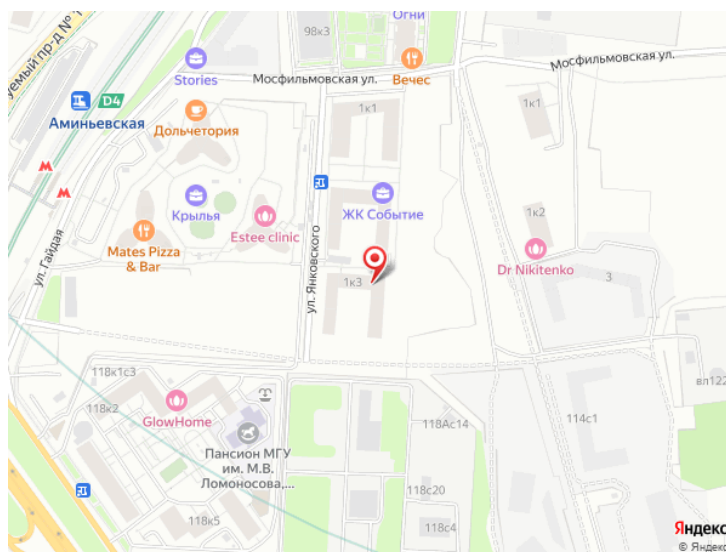 Огни
98к3
Мосфильмовская ул.
Вечес
Мосфильмовская ул.
Stories
D4
Аминьевская
Дольчетория
1к1
1к1
Крылья
ЖК Событие
Estee clinic
Mates Pizza
& Bar
1к2
Dr Nikitenko
ул. Гайдая
ул. Янковского
1к3
3
118к1с3
118к2
GlowHome
вл122
118Ас14
114с1
Пансион МГУ
им. М.В.
Ломоносова,...
118с20
118к5
118с4
Яндекс
© Яндекс